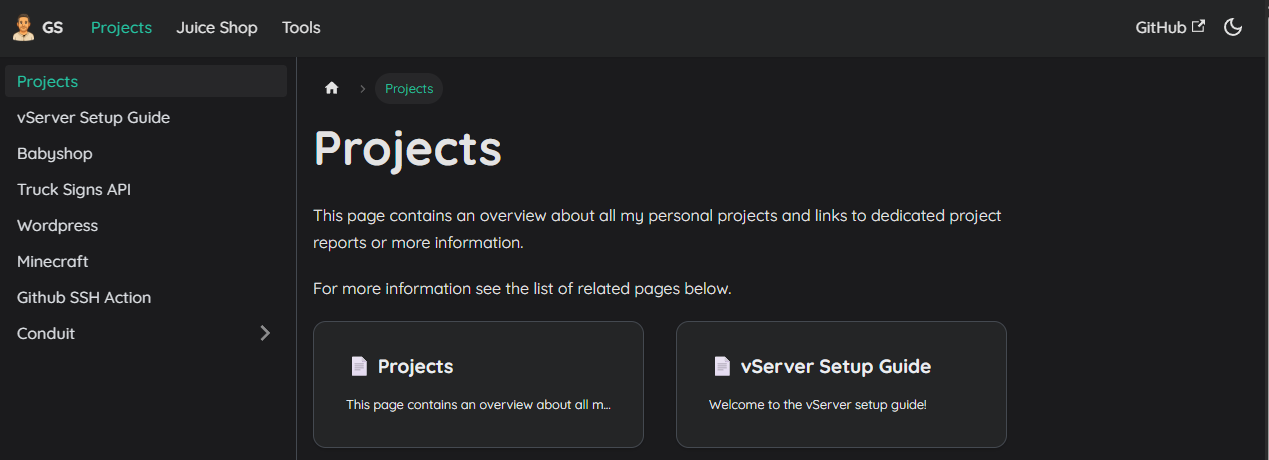 GS Projects Juice Shop Tools GitHub
Projects
vServer Setup Guide
Babyshop
Truck Signs API
Wordpress
Minecraft
Github SSH Action
Conduit
Projects
Projects
This page contains an overview about all my personal projects and links to dedicated project
reports or more information.
For more information see the list of related pages below.
Projects
This page contains an overview about all m...
vServer Setup Guide
Welcome to the vServer setup guide!